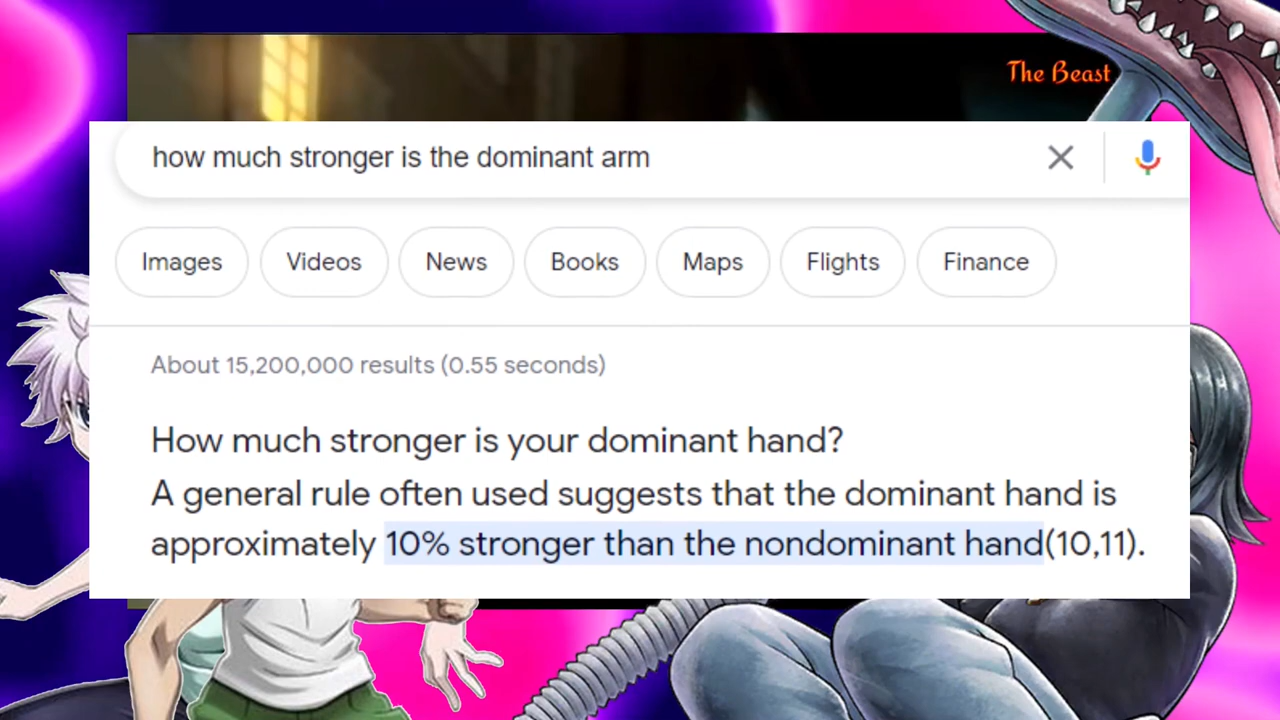 The Beast
how much stronger is the dominant arm
Images Videos News Books Maps Flights Finance
About 15,200,000 results (0.55 seconds)
How much stronger is your dominant hand?
A general rule often used suggests that the dominant hand is
approximately 10% stronger than the nondominant hand(10,11).